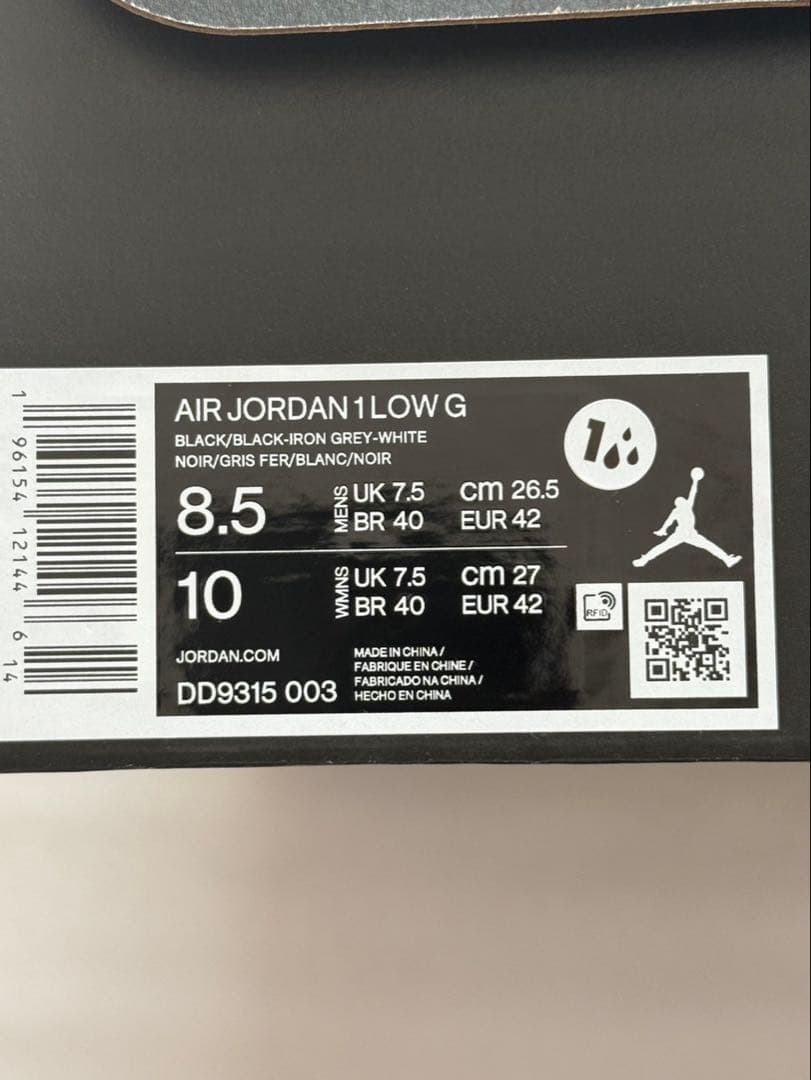 AIR JORDAN 1 LOW G
BLACK/BLACK-IRON GREY-WHITE
NOIR/GRIS FER/BLANC/NOIR
8.5 MENS UK 7.5 cm 26.5
BR 40 EUR 42
10 WMNS UK 7.5 cm 27
BR 40 EUR 42
JORDAN.COM
DD9315 003
MADE IN CHINA /
FABRIQUE EN CHINE /
FABRICADO NA CHINA /
HECHO EN CHINA
1
RFID
1 96154 12144 6 14